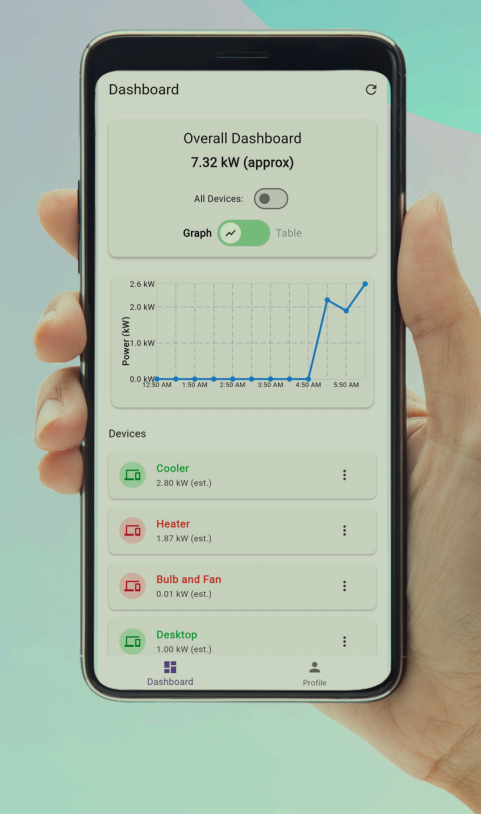 Dashboard
Overall Dashboard
7.32 kW (approx)
All Devices:
Graph Table
2.6 kW
2.0 kW
1.0 kW
0.0 kW
Power (kW)
12:50 AM 1:50 AM 2:50 AM 3:50 AM 4:50 AM 5:50 AM
Devices
Cooler
2.80 kW (est.)
Heater
1.87 kW (est.)
Bulb and Fan
0.01 kW (est.)
Desktop
1.00 kW (est.)
Dashboard Profile